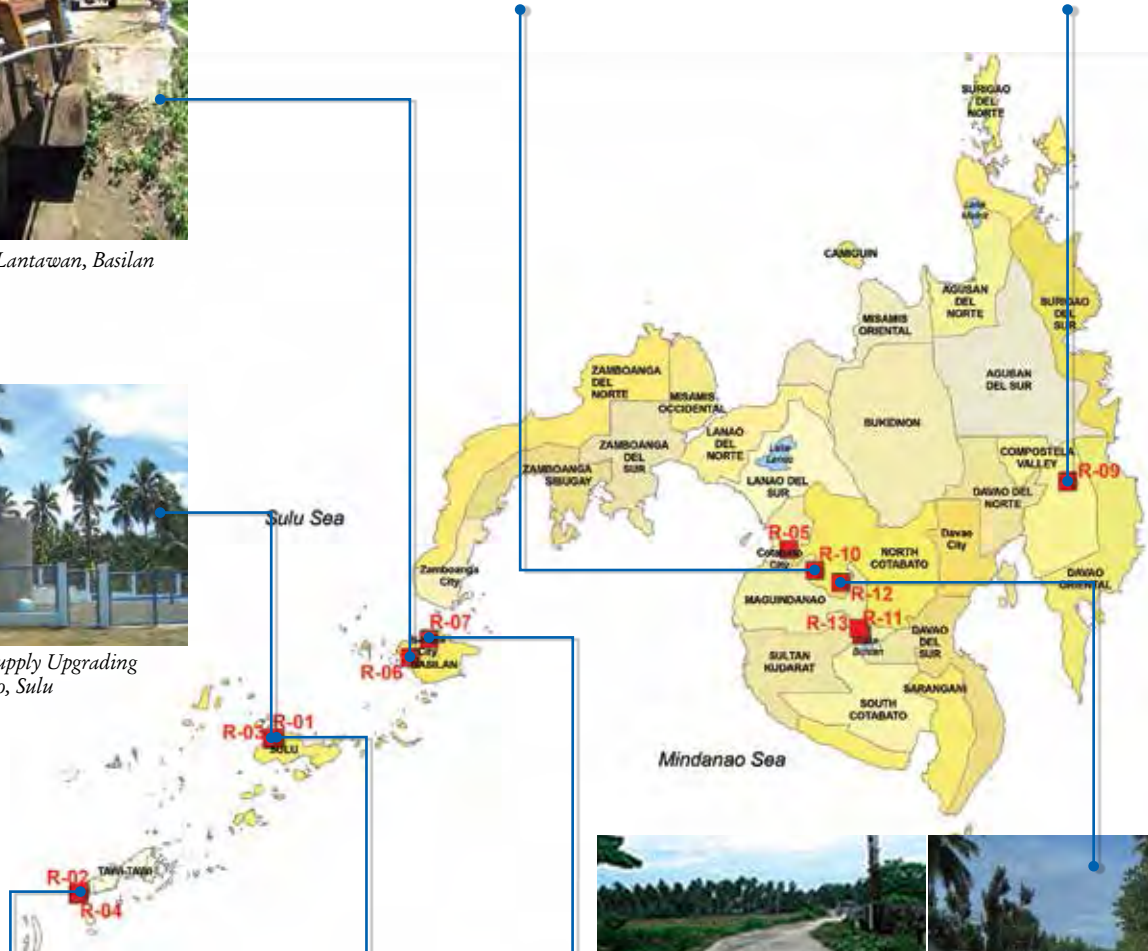 Lantawan, Basilan
Supply Upgrading
Sulu
SURIGAO
DEL
NORTE
CAMIGUIN
AGUSAN
DEL
NORTE
SURIGAO
DEL
SUR
MISAMIS
ORIENTAL
AGUSAN
DEL SUR
ZAMBOANGA
DEL
NORTE
MISAMIS
OCCIDENTAL
BUKIDNON
LANAO
DEL
NORTE
ZAMBOANGA
DEL
SUR
ZAMBOANGA
SIBUGAY
Lake
Lanao
LANAO DEL
SUR
COMPOSTELA
VALLEY
R-09
DAVAO DEL
NORTE
Sulu Sea
R-05
Cotabato
City
R-10
NORTH
COTABATO
Davao
City
R-12
DAVAO
ORIENTAL
Zamboanga
City
MAGUINDANAO
R-13
R-11
R-07
City
BASILAN
R-06
DAVAO
DEL
SUR
SULTAN
KUDARAT
SARANGANI
SOUTH
COTABATO
R-01
R-03
SULU
Mindanao Sea
TAWI-TAWI
R-02
R-04